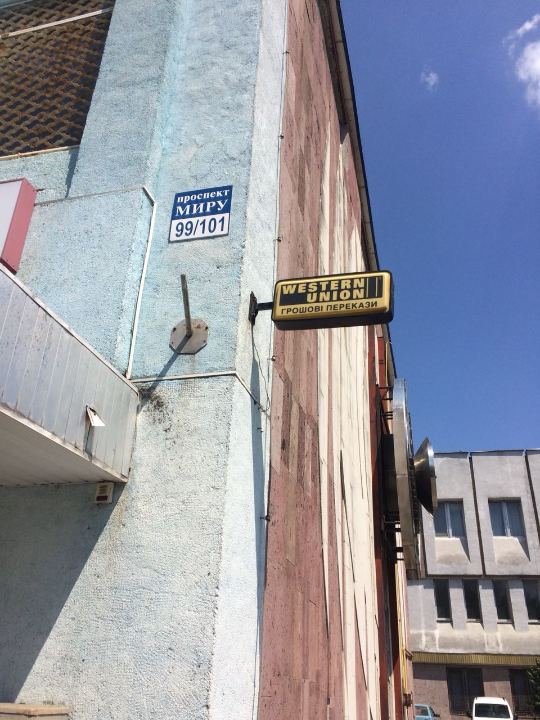 проспект
МИРУ
99/101
WESTERN
UNION
ГРОШОВІ ПЕРЕКАЗИ